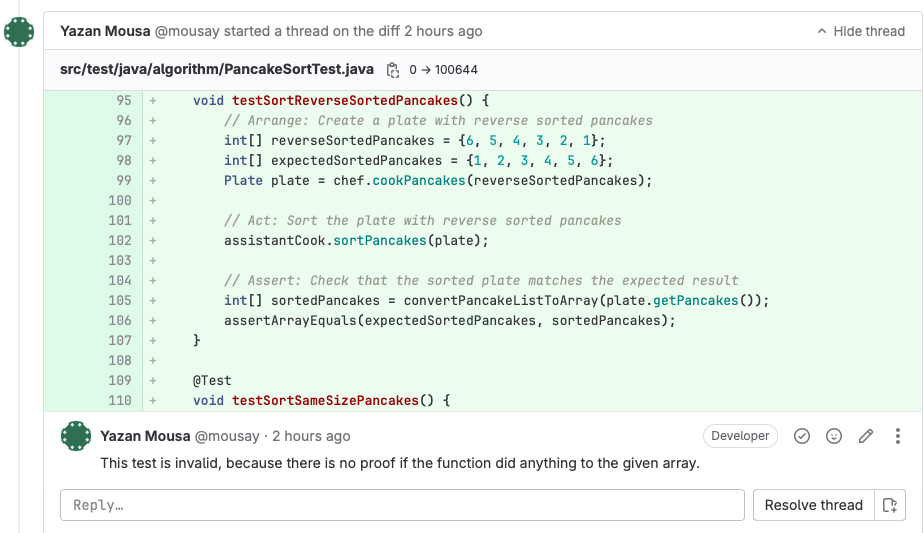 Yazan Mousa @mousay started a thread on the diff 2 hours ago
Hide thread
src/test/java/algorithm/PancakeSortTest.java 0 → 100644
95 + void testSortReverseSortedPancakes() {
96 + // Arrange: Create a plate with reverse sorted pancakes
97 + int[] reverseSortedPancakes = {6, 5, 4, 3, 2, 1};
98 + int[] expectedSortedPancakes = {1, 2, 3, 4, 5, 6};
99 + Plate plate = chef.cookPancakes(reverseSortedPancakes);
100 +
101 + // Act: Sort the plate with reverse sorted pancakes
102 + assistantCook.sortPancakes(plate);
103 +
104 + // Assert: Check that the sorted plate matches the expected result
105 + int[] sortedPancakes = convertPancakeListToArray(plate.getPancakes());
106 + assertArrayEquals(expectedSortedPancakes, sortedPancakes);
107 + }
108 +
109 + @Test
110 + void testSortSameSizePancakes() {
Yazan Mousa @mousay · 2 hours ago
Developer
This test is invalid, because there is no proof if the function did anything to the given array.
Reply…
Resolve thread